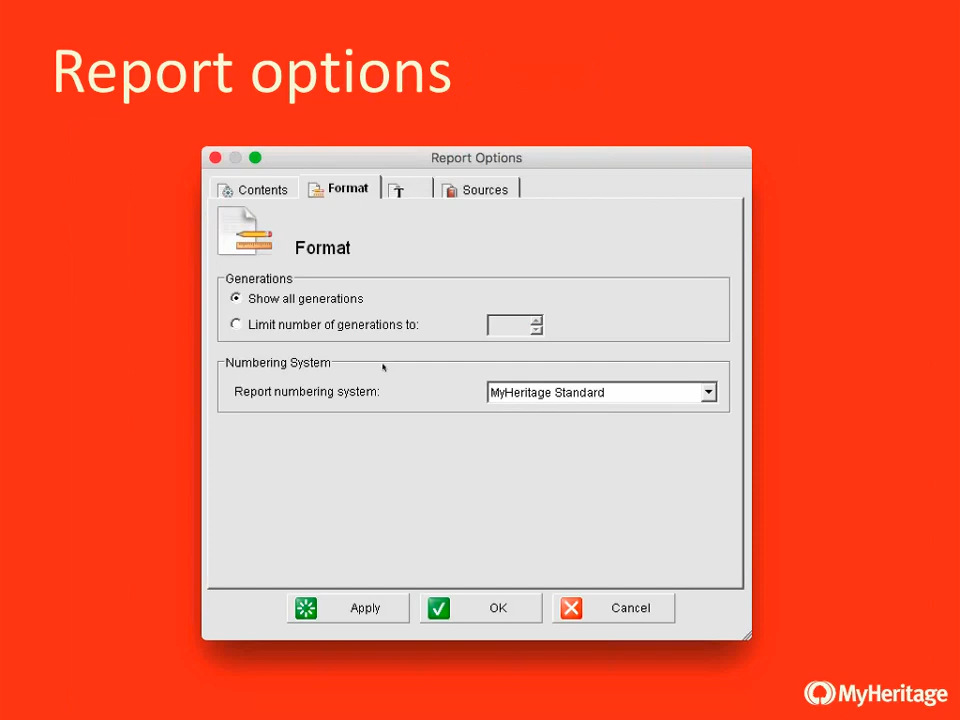 Report options
Report Options
Contents
Format
T
Sources
Format
Generations
Show all generations
Limit number of generations to:
Numbering System
Report numbering system:
MyHeritage Standard
Apply
OK
Cancel
MyHeritage